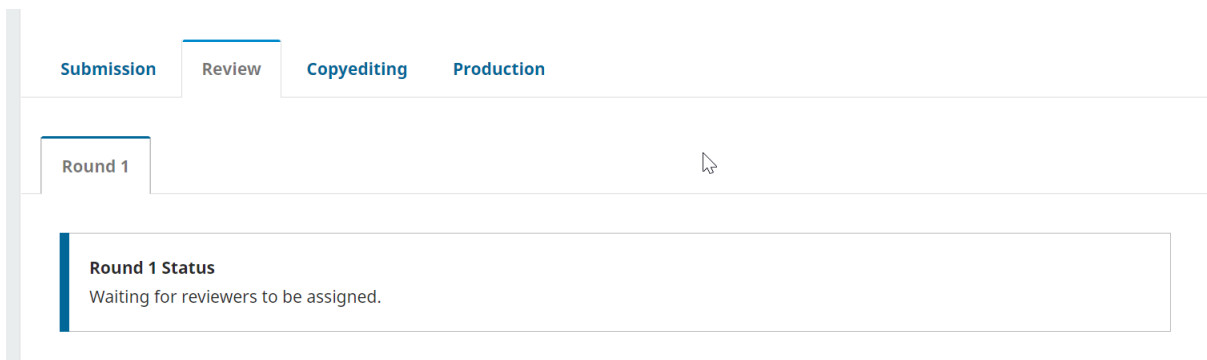 Submission Review Copyediting Production
Round 1
Round 1 Status
Waiting for reviewers to be assigned.